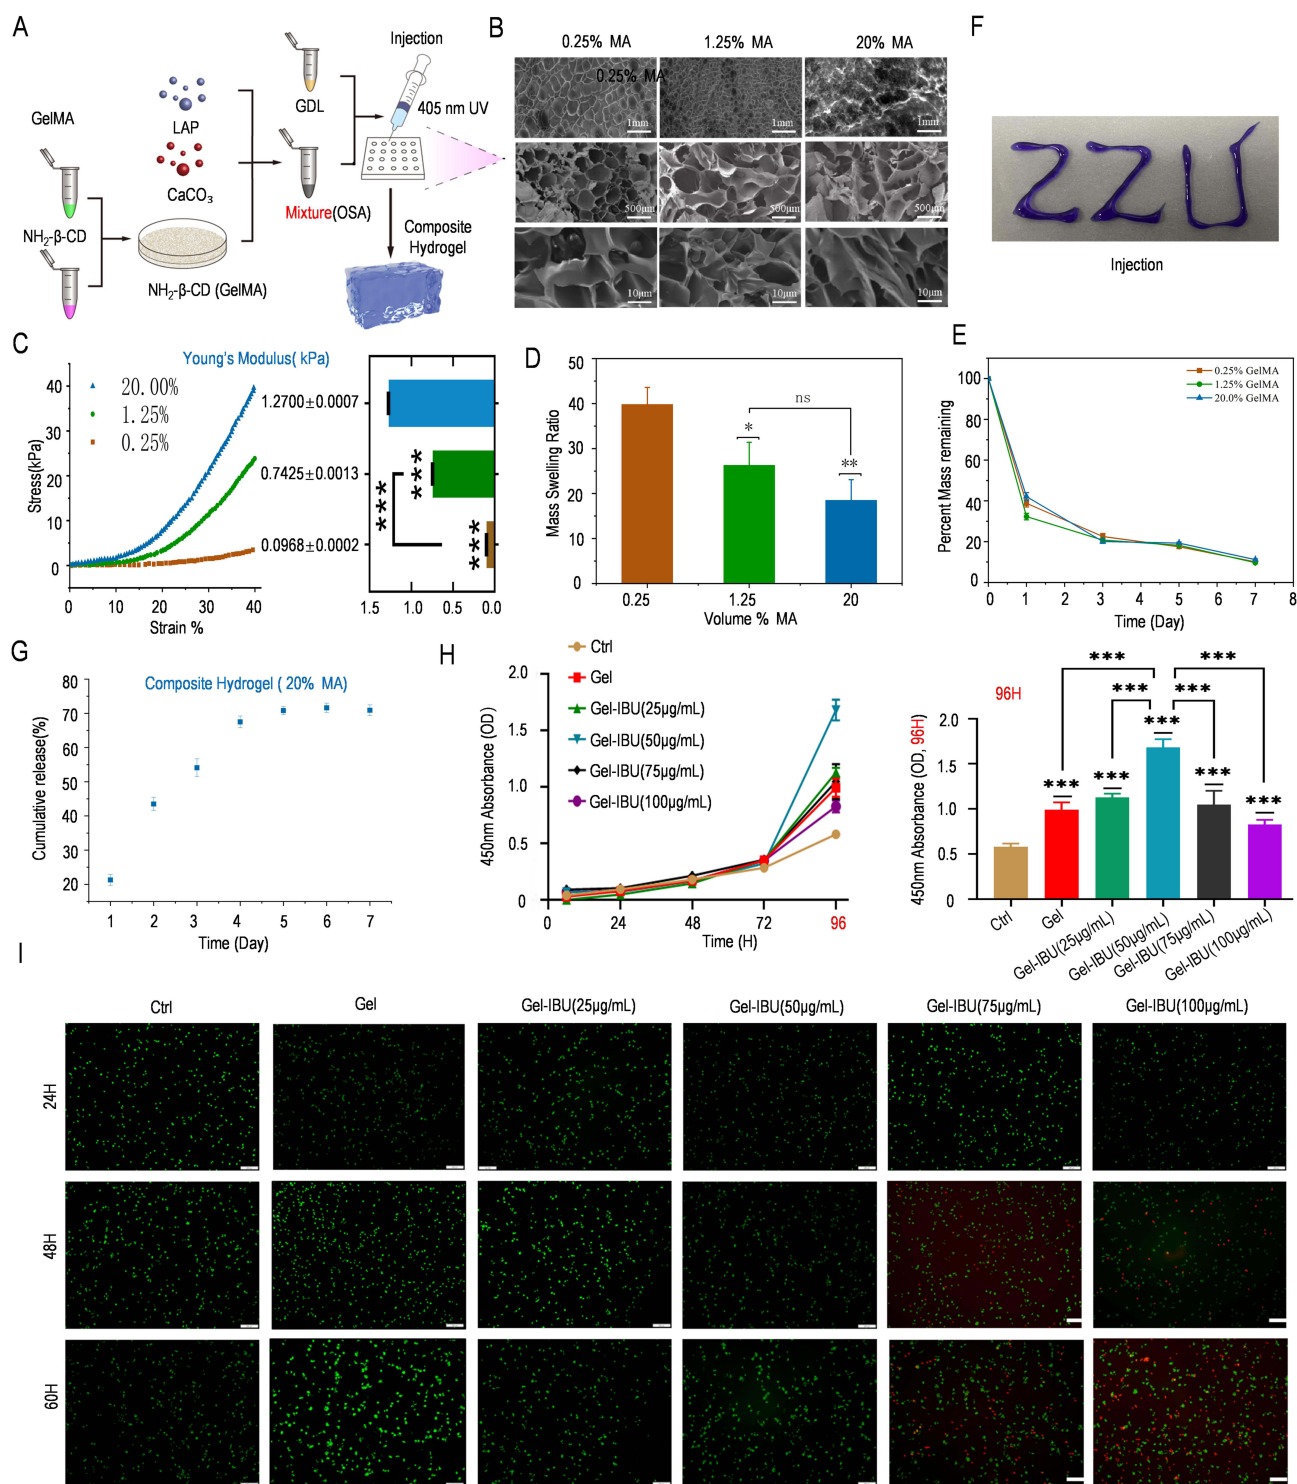 A
GelMA
NH₂-β-CD
LAP
CaCO₃
NH₂-β-CD (GelMA)
GDL
Mixture(OSA)
Injection
405 nm UV
Composite
Hydrogel
B
0.25% MA
1.25% MA
20% MA
0.25% MA
1mm
1mm
1mm
500μm
500μm
500μm
10μm
10μm
10μm
F
ZZU
Injection
C
Young's Modulus( kPa)
20.00%
1.25%
0.25%
Stress(kPa)
40
30
20
10
0
0
10
20
30
40
Strain %
1.2700±0.0007
0.7425±0.0013
0.0968±0.0002
***
***
***
1.5
1.0
0.5
0.0
D
Mass Swelling Ratio
50
40
30
20
10
0
ns
*
**
0.25
1.25
20
Volume % MA
E
Percent Mass remaining
100
80
60
40
20
0
0.25% GelMA
1.25% GelMA
20.0% GelMA
0
1
2
3
4
5
6
7
8
Time (Day)
G
Composite Hydrogel ( 20% MA)
Cumulative release(%)
80
70
60
50
40
30
20
1
2
3
4
5
6
7
Time (Day)
H
Ctrl
Gel
Gel-IBU(25μg/mL)
Gel-IBU(50μg/mL)
Gel-IBU(75μg/mL)
Gel-IBU(100μg/mL)
450nm Absorbance (OD)
2.0
1.5
1.0
0.5
0
0
24
48
72
96
Time (H)
96H
450nm Absorbance (OD, 96H)
2.0
1.5
1.0
0.5
0
***
***
***
***
***
***
***
***
***
Ctrl
Gel
Gel-IBU(25μg/mL)
Gel-IBU(50μg/mL)
Gel-IBU(75μg/mL)
Gel-IBU(100μg/mL)
I
Ctrl
Gel
Gel-IBU(25μg/mL)
Gel-IBU(50μg/mL)
Gel-IBU(75μg/mL)
Gel-IBU(100μg/mL)
24H
48H
60H